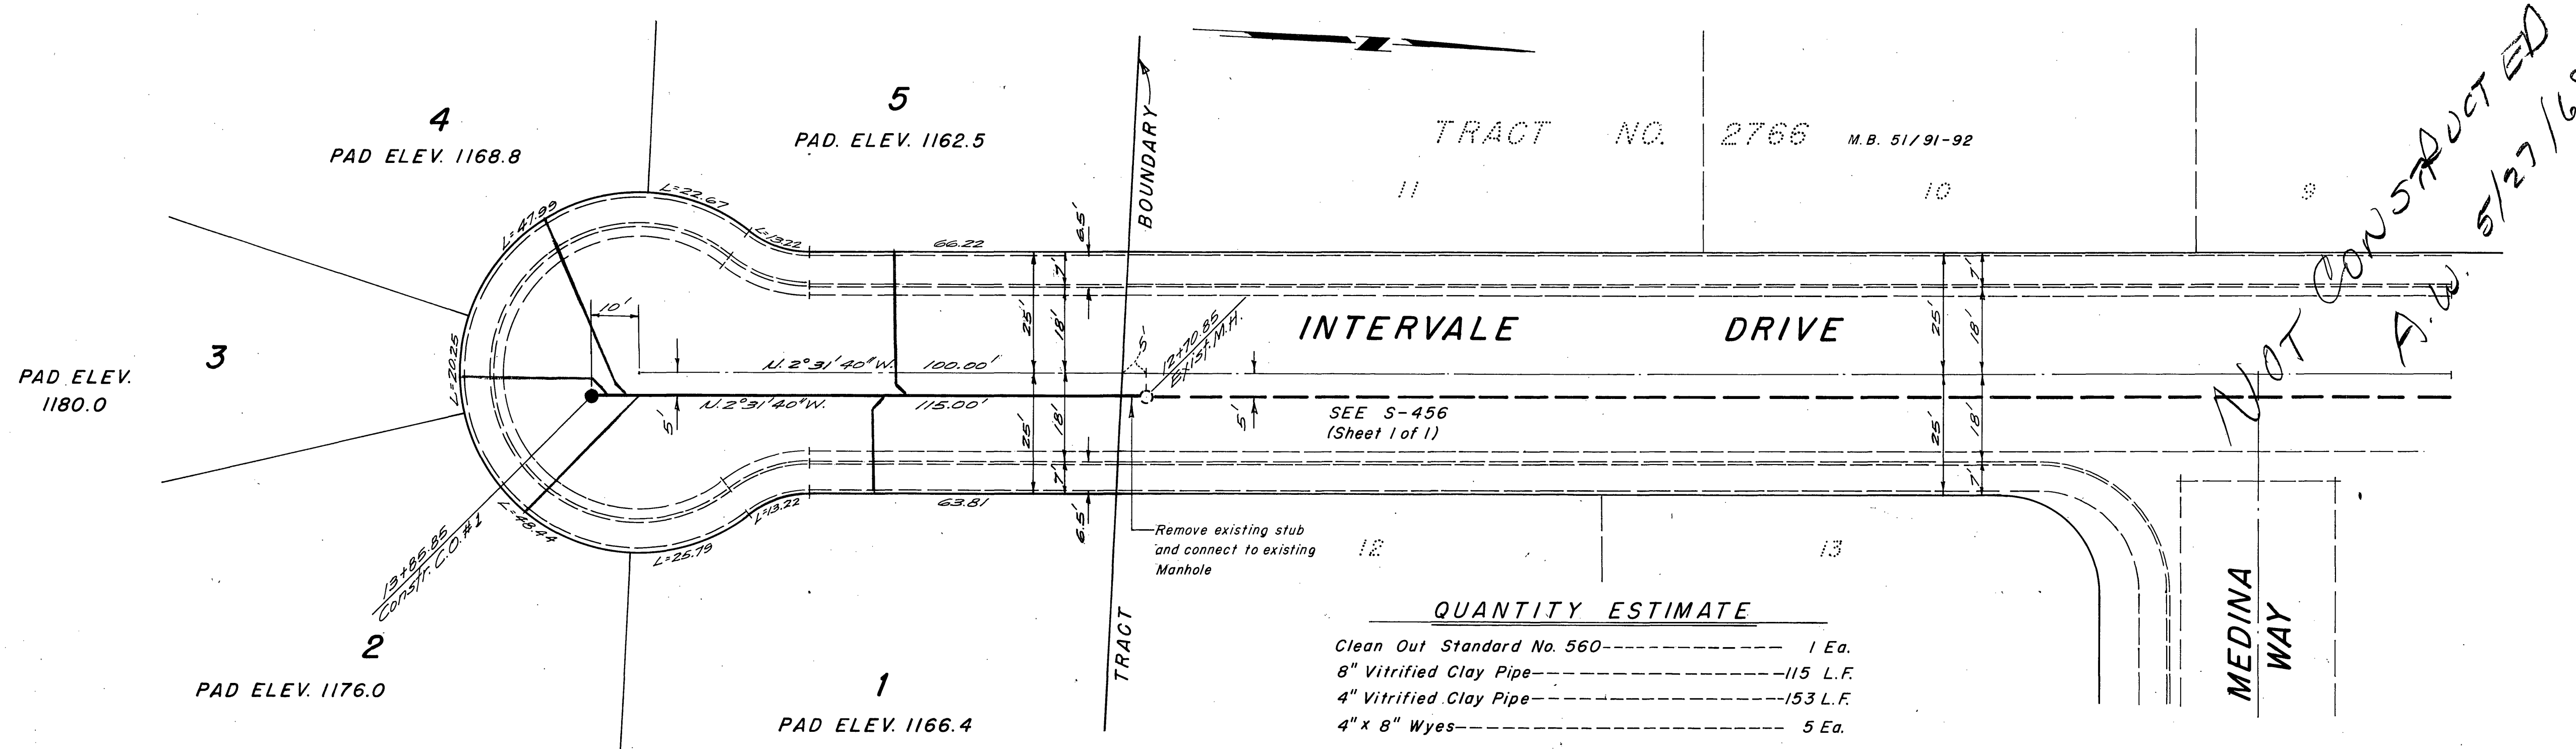 4
PAD ELEV. 1168.8
5
PAD. ELEV. 1162.5
BOUNDARY
TRACT NO. 2766 M.B. 51/91-92
11
10
9
NOT CONSTRUCTED
A.W. 5/27/6
L=47.99
L=22.67
L=13.22
66.22
6.5'
7'
25'
18'
10'
3
PAD ELEV.
1180.0
L=20.25
N.2°31'40"W. 100.00'
N.2°31'40"W. 115.00'
5'
5'
12+70.85
Exist. M.H.
INTERVALE DRIVE
7'
25'
18'
25'
18'
7'
5'
SEE S-456
(Sheet 1 of 1)
25'
18'
7'
6.5'
L=48.44
L=25.79
L=13.22
63.81
13+85.85
Constr. C.O. #1
Remove existing stub
and connect to existing
Manhole
12
13
2
PAD ELEV. 1176.0
1
PAD ELEV. 1166.4
TRACT
QUANTITY ESTIMATE
Clean Out Standard No. 560 1 Ea.
8" Vitrified Clay Pipe 115 L.F.
4" Vitrified Clay Pipe 153 L.F.
4" x 8" Wyes 5 Ea.
MEDINA
WAY